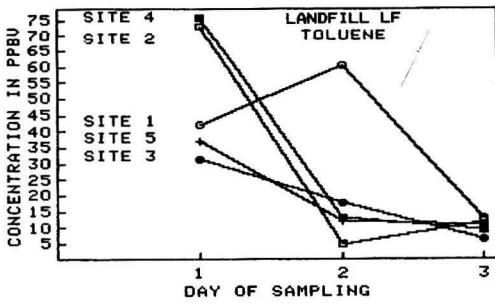 LANDFILL LF
TOLUENE
CONCENTRATION IN PPBV
75
70
65
60
55
50
45
40
35
30
25
20
15
10
5
SITE 4
SITE 2
SITE 1
SITE 5
SITE 3
1
2
3
DAY OF SAMPLING